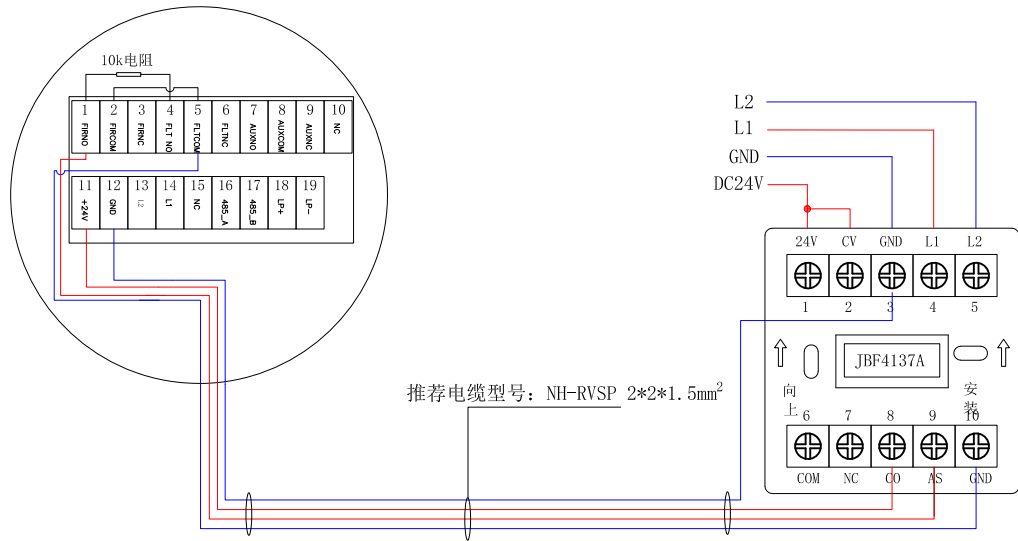 10k电阻
1 2 3 4 5 6 7 8 9 10
FIRNO FIRCOM FIRNC FLT NO FLTCOM FLTNC AUXNO AUXCOM AUXNC NC
11 12 13 14 15 16 17 18 19
+24V GND L2 L1 NC 485_A 485_B LP+ LP-
L2
L1
GND
DC24V
24V CV GND L1 L2
1 2 3 4 5
JBF4137A
向上
安装
6 7 8 9 10
COM NC CO AS GND
推荐电缆型号: NH-RVSP 2*2*1.5mm²